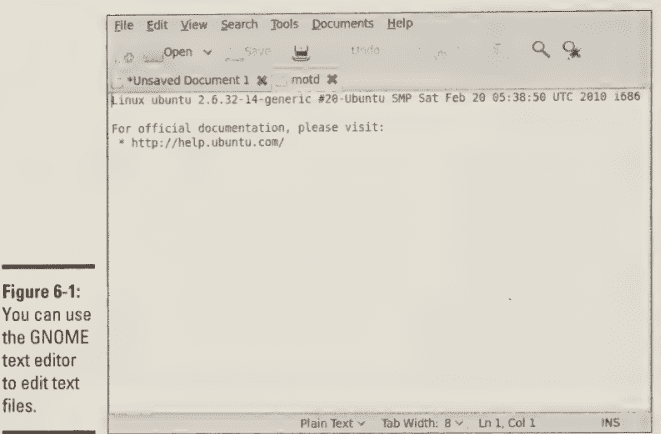 File Edit View Search Tools Documents Help
Open Save Undo
*Unsaved Document 1 motd
Linux ubuntu 2.6.32-14-generic #20-Ubuntu SMP Sat Feb 20 05:38:50 UTC 2010 i686
For official documentation, please visit:
* http://help.ubuntu.com/
Plain Text Tab Width: 8 Ln 1, Col 1 INS
Figure 6-1:
You can use
the GNOME
text editor
to edit text
files.